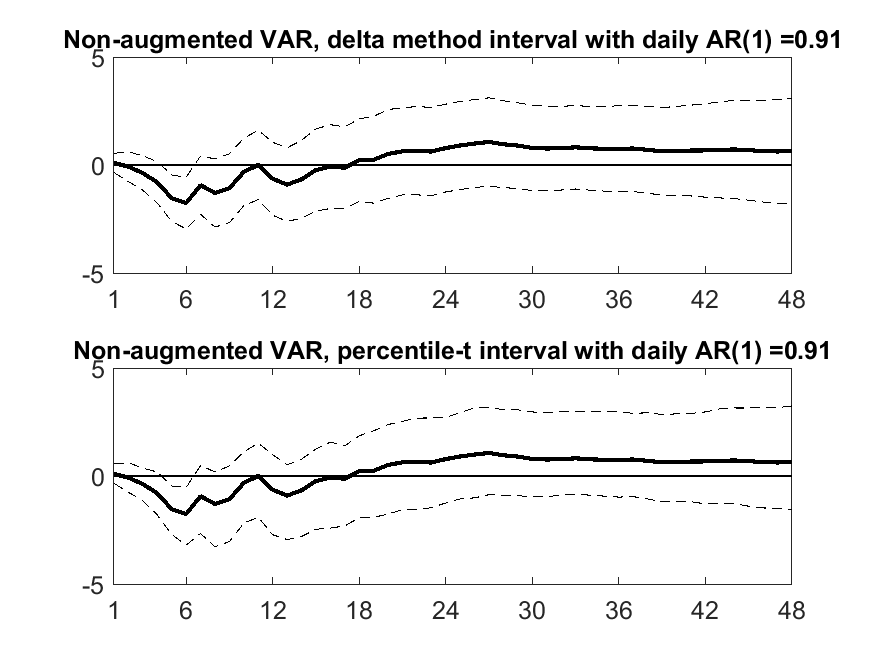 Non-augmented VAR, delta method interval with daily AR(1) =0.91
5
0
-5
1 6 12 18 24 30 36 42 48
Non-augmented VAR, percentile-t interval with daily AR(1) =0.91
5
0
-5
1 6 12 18 24 30 36 42 48